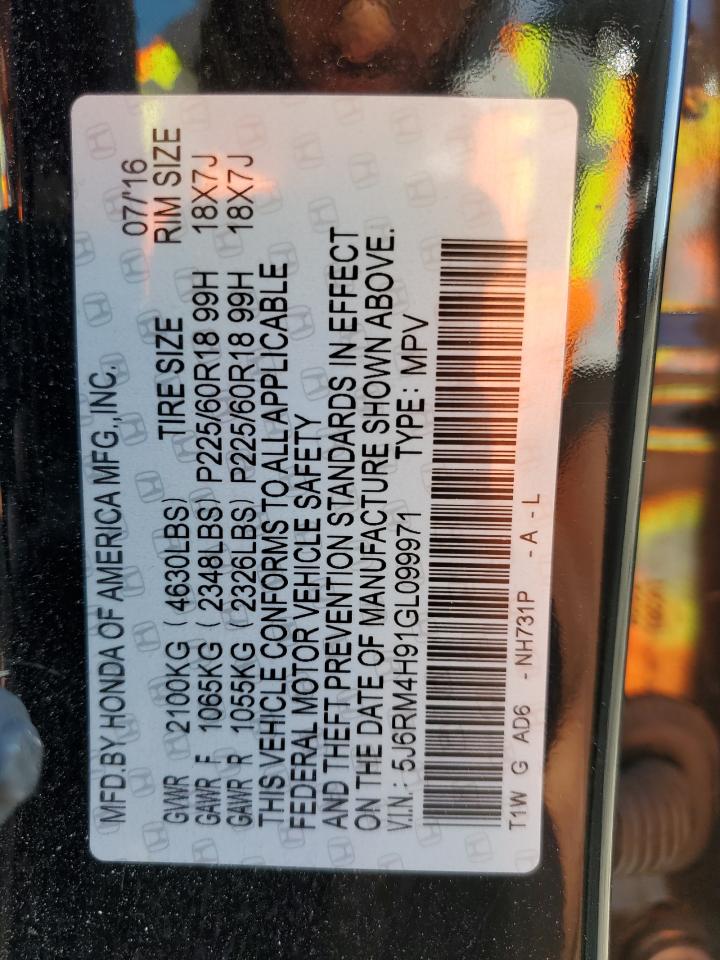 MFD.BY HONDA OF AMERICA MFG.,INC. 07/'16
GVWR 2100KG ( 4630LBS) TIRE SIZE RIM SIZE
GAWR F 1065KG ( 2348LBS) P225/60R18 99H 18X7J
GAWR R 1055KG ( 2326LBS) P225/60R18 99H 18X7J
THIS VEHICLE CONFORMS TO ALL APPLICABLE
FEDERAL MOTOR VEHICLE SAFETY
AND THEFT PREVENTION STANDARDS IN EFFECT
ON THE DATE OF MANUFACTURE SHOWN ABOVE.
V.I.N.: 5J6RM4H91GL099971 TYPE: MPV
T1W G AD6 - NH731P - A - L